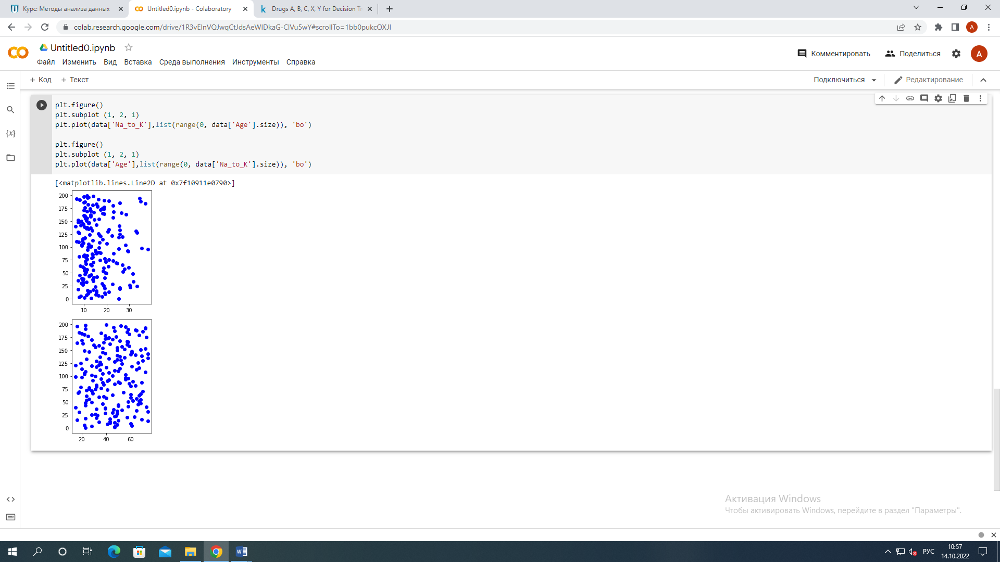 Курс: Методы анализа данных
Untitled0.ipynb - Colaboratory
k Drugs A, B, C, X, Y for Decision Tr
colab.research.google.com/drive/1R3vElnVQJwqCtJdsAeWIDkaG-ClVu5wY#scrollTo=1bb0pukcOXJl
A
Untitled0.ipynb
Файл Изменить Вид Вставка Среда выполнения Инструменты Справка
Комментировать Поделиться A
+ Код + Текст
Подключиться Редактирование
{x}
plt.figure()
plt.subplot (1, 2, 1)
plt.plot(data['Na_to_K'],list(range(0, data['Age'].size)), 'bo')
plt.figure()
plt.subplot (1, 2, 1)
plt.plot(data['Age'],list(range(0, data['Na_to_K'].size)), 'bo')
[<matplotlib.lines.Line2D at 0x7f10911e0790>]
200
175
150
125
100
75
50
25
0
10 20 30
200
175
150
125
100
75
50
25
0
20 40 60
Активация Windows
Чтобы активировать Windows, перейдите в раздел "Параметры".
W
РУС
10:57
14.10.2022